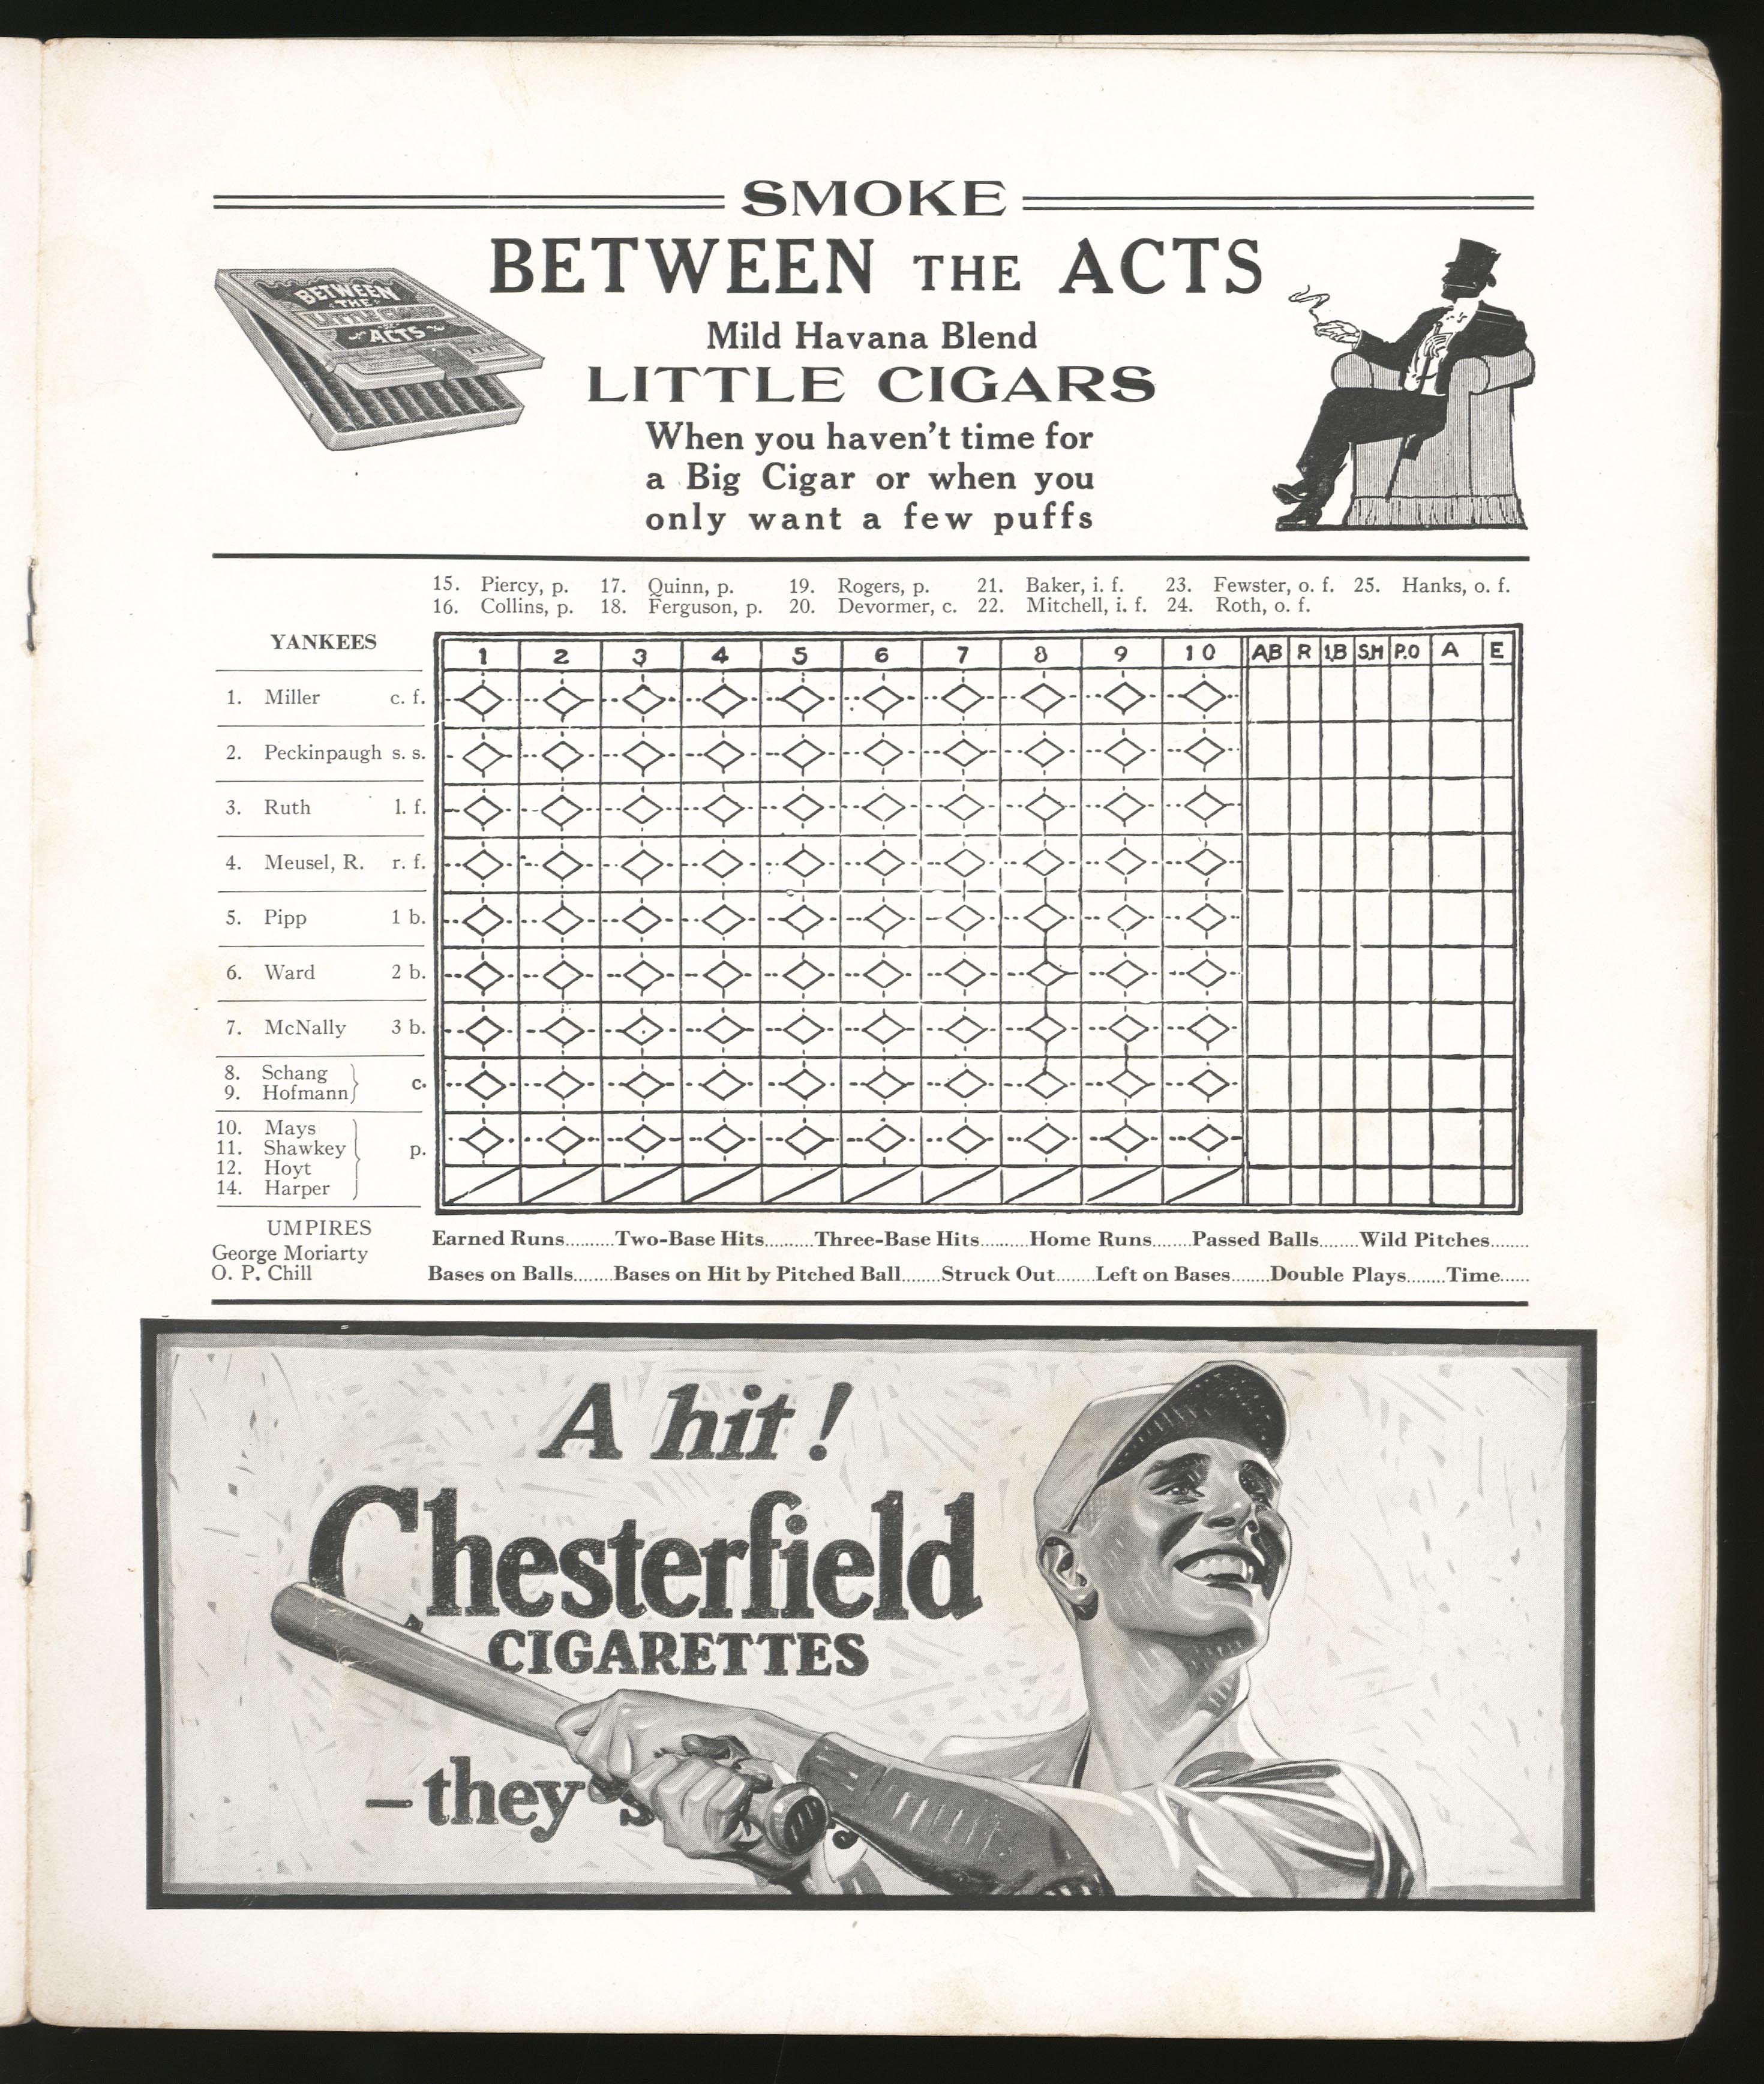 SMOKE
BETWEEN THE ACTS
BETWEEN
THE
LITTLE CIGARS
ACTS
Mild Havana Blend
LITTLE CIGARS
When you haven't time for
a Big Cigar or when you
only want a few puffs
15. Piercy, p. 17. Quinn, p. 19. Rogers, p. 21. Baker, i. f. 23. Fewster, o. f. 25. Hanks, o. f.
16. Collins, p. 18. Ferguson, p. 20. Devormer, c. 22. Mitchell, i. f. 24. Roth, o. f.
YANKEES 1 2 3 4 5 6 7 8 9 10 AB R 1B S.H P.O A E
1. Miller c. f.
2. Peckinpaugh s. s.
3. Ruth l. f.
4. Meusel, R. r. f.
5. Pipp 1 b.
6. Ward 2 b.
7. McNally 3 b.
8. Schang
9. Hofmann c.
10. Mays
11. Shawkey p.
12. Hoyt
14. Harper
UMPIRES
George Moriarty
O. P. Chill
Earned Runs.........Two-Base Hits.........Three-Base Hits.........Home Runs.......Passed Balls.......Wild Pitches.......
Bases on Balls.......Bases on Hit by Pitched Ball.......Struck Out.......Left on Bases.......Double Plays.......Time......
A hit!
Chesterfield
CIGARETTES
–they's